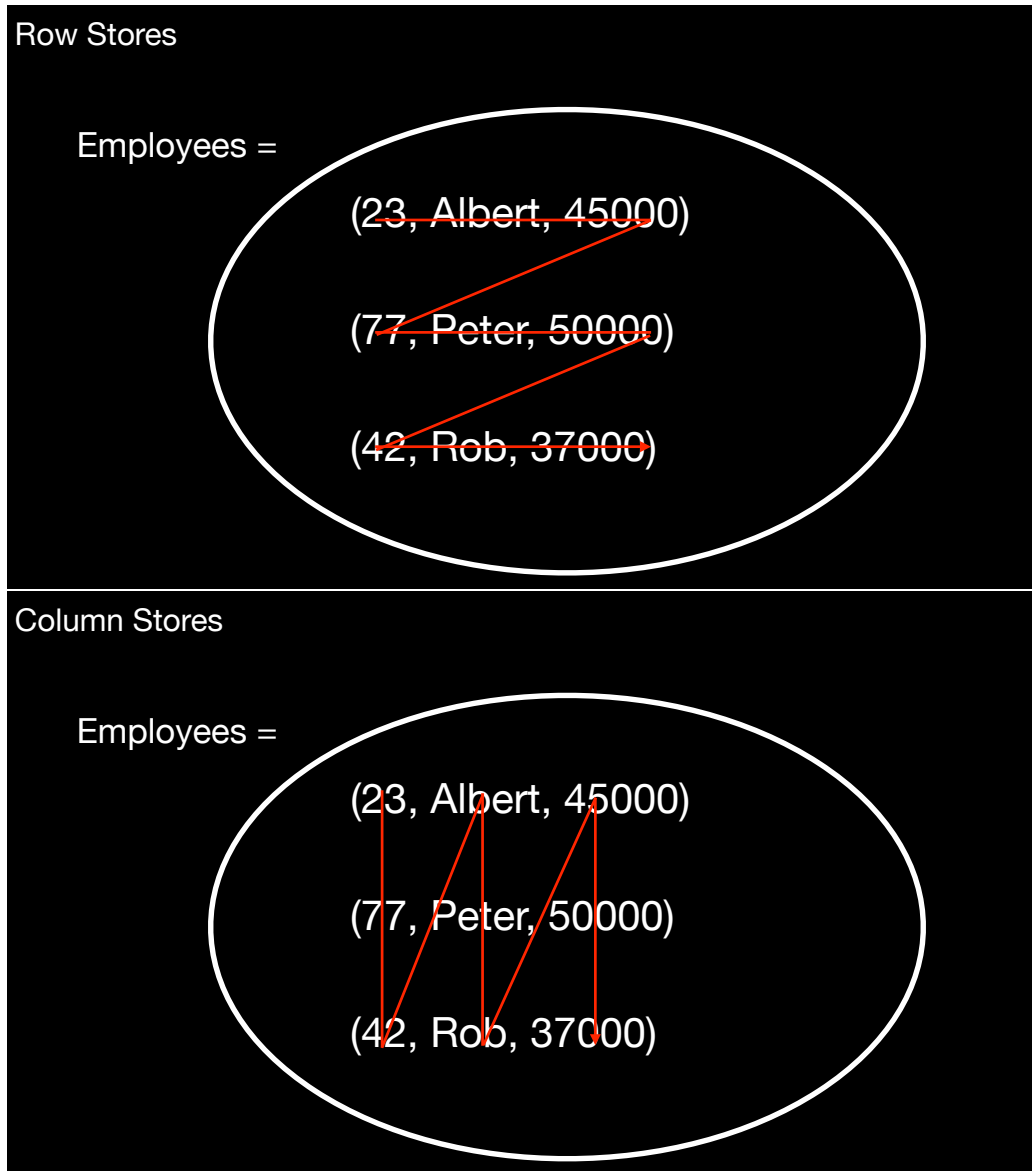 Row Stores
Employees =
(23, Albert, 45000)
(77, Peter, 50000)
(42, Rob, 37000)
Column Stores
Employees =
(23, Albert, 45000)
(77, Peter, 50000)
(42, Rob, 37000)